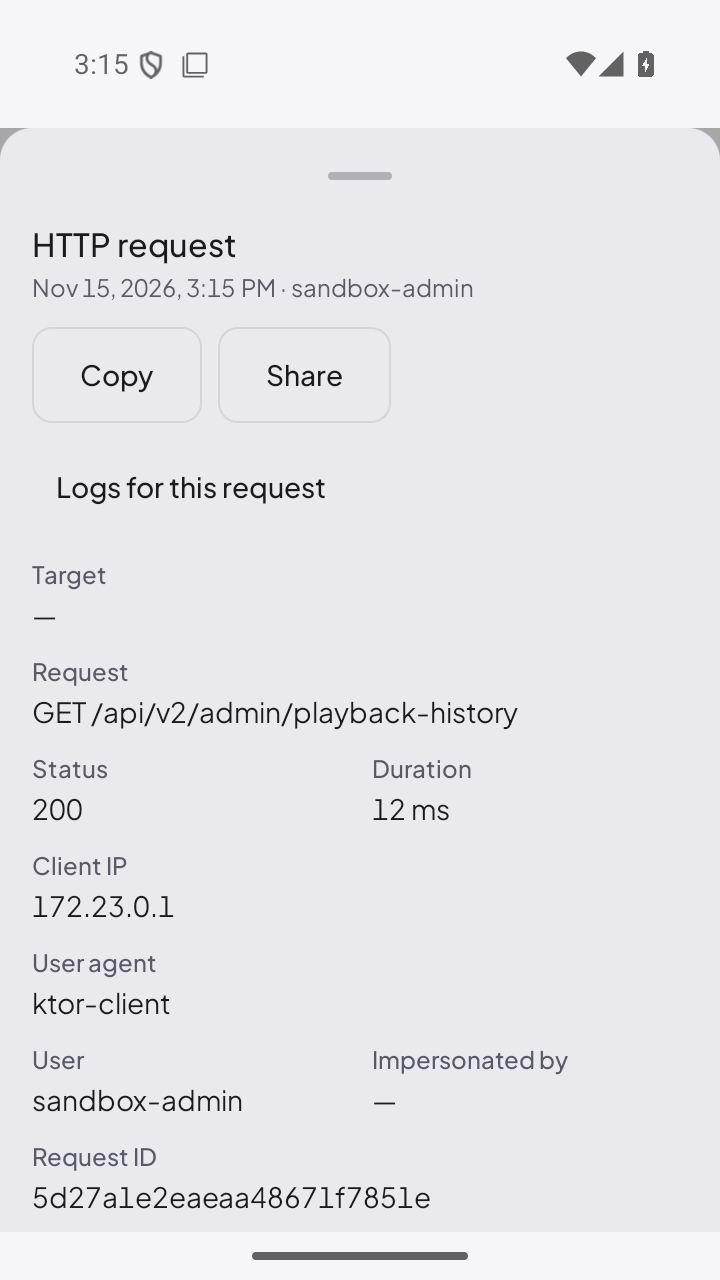 3:15
HTTP request
Nov 15, 2026, 3:15 PM · sandbox-admin
Copy
Share
Logs for this request
Target
—
Request
GET /api/v2/admin/playback-history
Status
Duration
200
12 ms
Client IP
172.23.0.1
User agent
ktor-client
User
Impersonated by
sandbox-admin
—
Request ID
5d27a1e2eaeaa48671f7851e